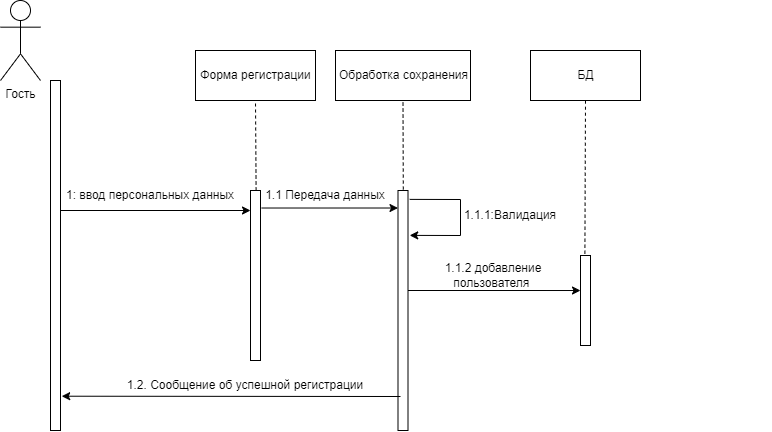 Форма регистрации
Обработка сохранения
БД
Гость
1: ввод персональных данных
1.1 Передача данных
1.1.1:Валидация
1.1.2 добавление
пользователя
1.2. Сообщение об успешной регистрации